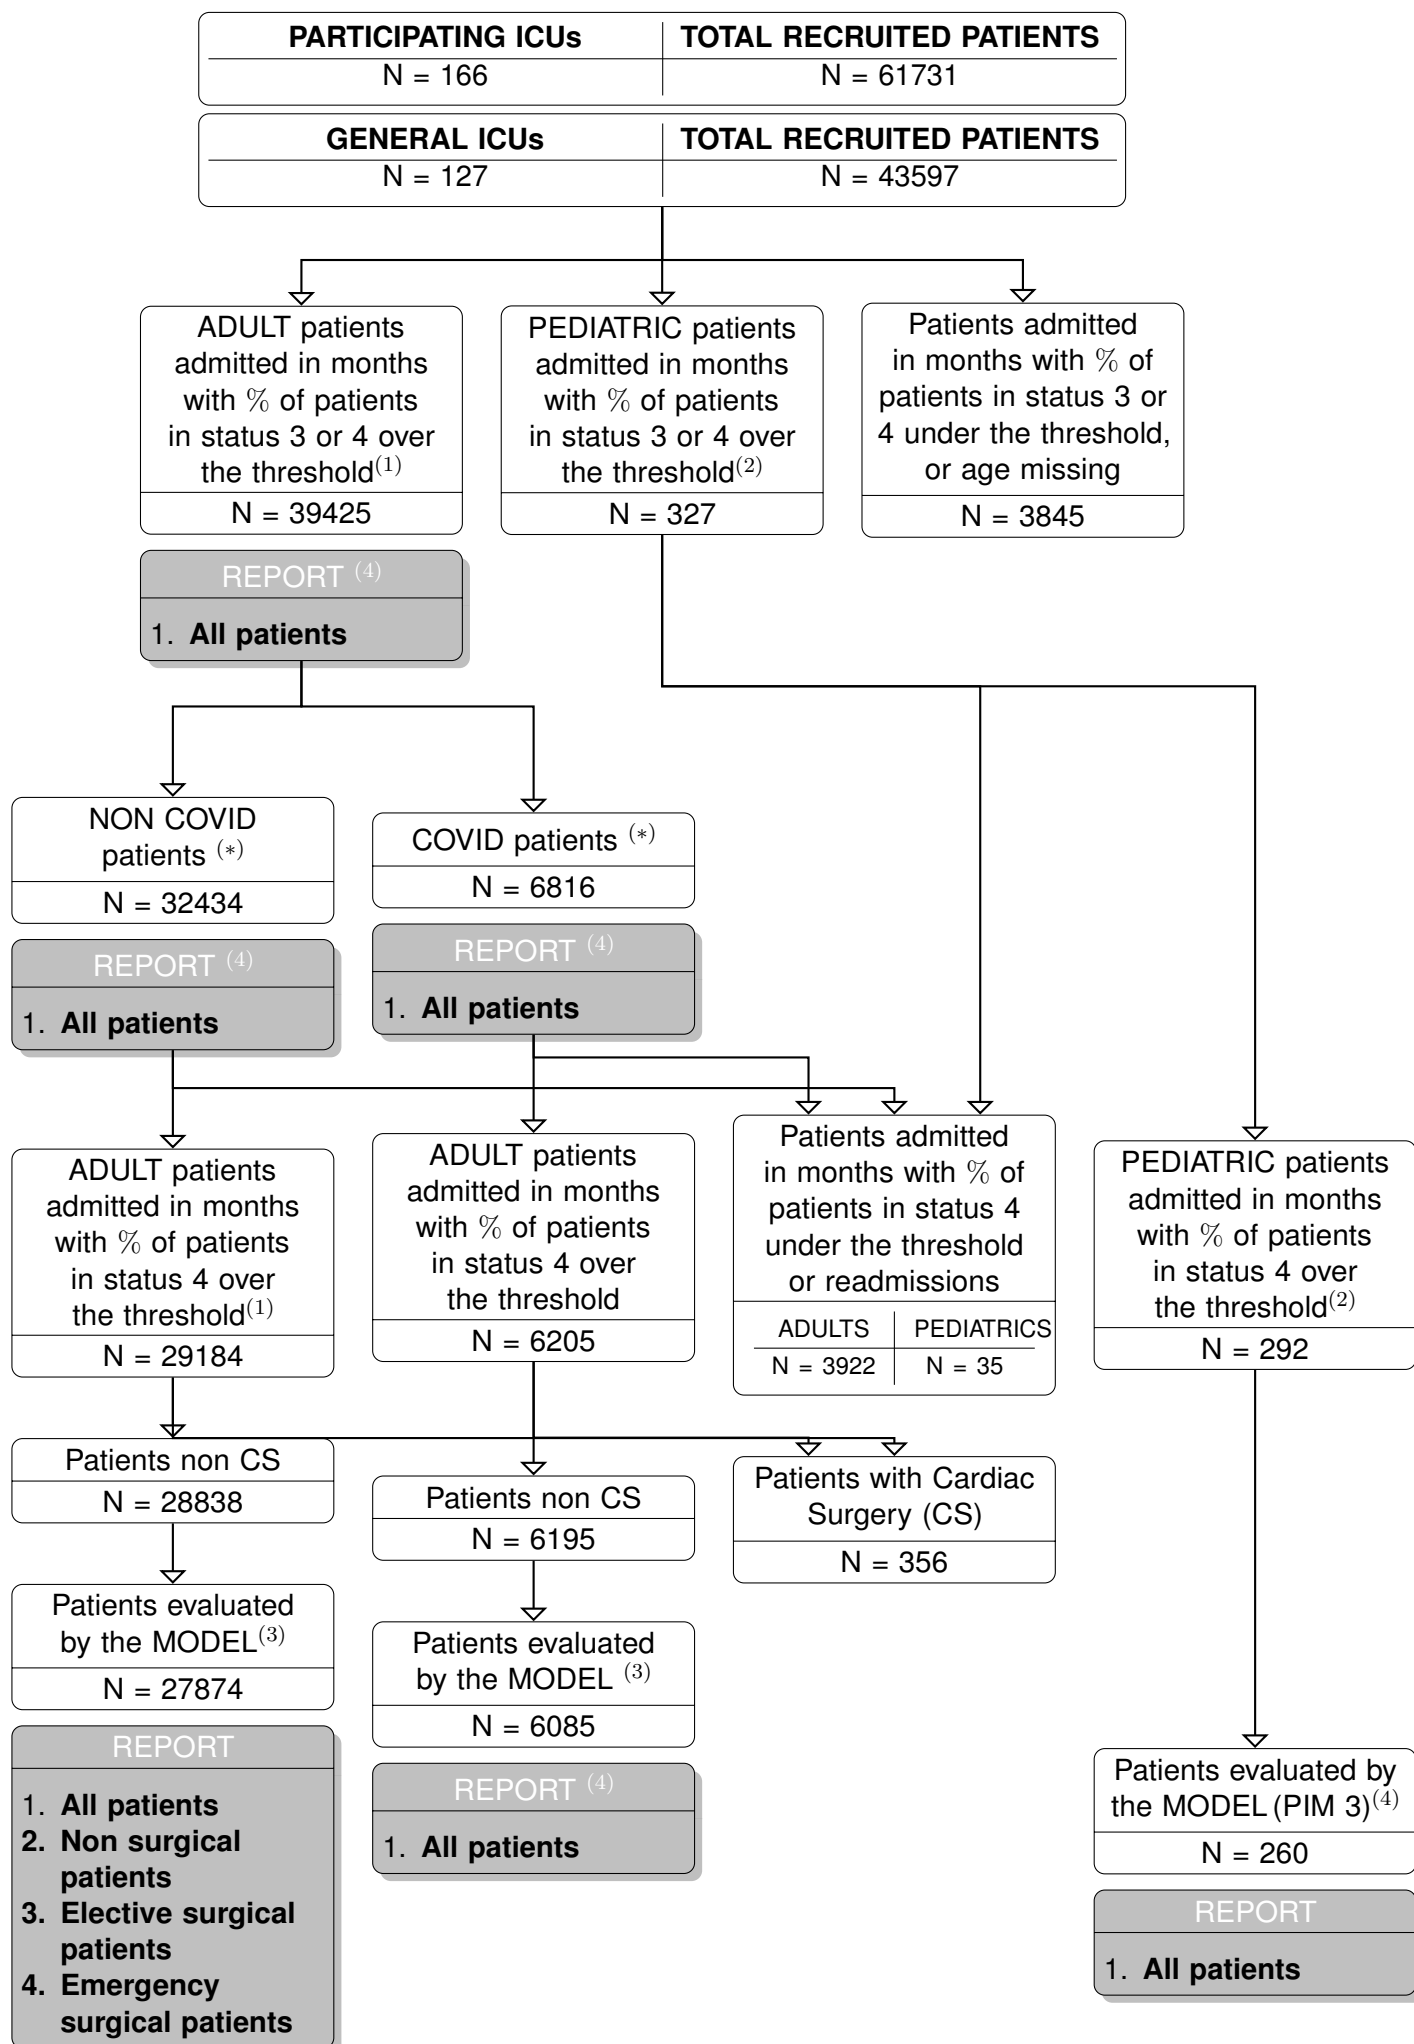 PARTICIPATING ICUs TOTAL RECRUITED PATIENTS
N = 166 N = 61731
GENERAL ICUs TOTAL RECRUITED PATIENTS
N = 127 N = 43597
ADULT patients
admitted in months
with % of patients
in status 3 or 4 over
the threshold(1)
N = 39425
PEDIATRIC patients
admitted in months
with % of patients
in status 3 or 4 over
the threshold(2)
N = 327
Patients admitted
in months with % of
patients in status 3 or
4 under the threshold,
or age missing
N = 3845
REPORT (4)
1. All patients
NON COVID
patients (*)
N = 32434
REPORT (4)
1. All patients
COVID patients (*)
N = 6816
REPORT (4)
1. All patients
ADULT patients
admitted in months
with % of patients
in status 4 over
the threshold(1)
N = 29184
ADULT patients
admitted in months
with % of patients
in status 4 over
the threshold
N = 6205
Patients admitted
in months with % of
patients in status 4
under the threshold
or readmissions
ADULTS PEDIATRICS
N = 3922 N = 35
PEDIATRIC patients
admitted in months
with % of patients
in status 4 over
the threshold(2)
N = 292
Patients non CS
N = 28838
Patients non CS
N = 6195
Patients with Cardiac
Surgery (CS)
N = 356
Patients evaluated
by the MODEL(3)
N = 27874
REPORT
1. All patients
2. Non surgical
patients
3. Elective surgical
patients
4. Emergency
surgical patients
Patients evaluated
by the MODEL (3)
N = 6085
REPORT (4)
1. All patients
Patients evaluated by
the MODEL (PIM 3)(4)
N = 260
REPORT
1. All patients